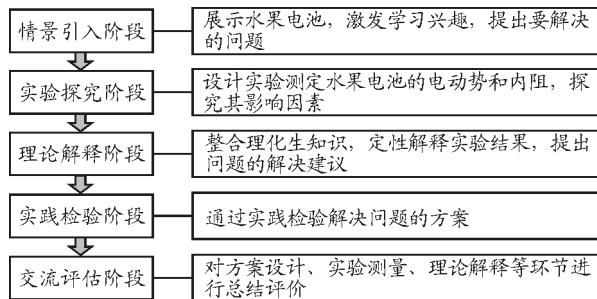 情景引入阶段
展示水果电池，激发学习兴趣，提出要解决
的问题
实验探究阶段
设计实验测定水果电池的电动势和内阻，探
究其影响因素
理论解释阶段
整合理化生知识，定性解释实验结果，提出
问题的解决建议
实践检验阶段
通过实践检验解决问题的方案
交流评估阶段
对方案设计、实验测量、理论解释等环节进
行总结评价